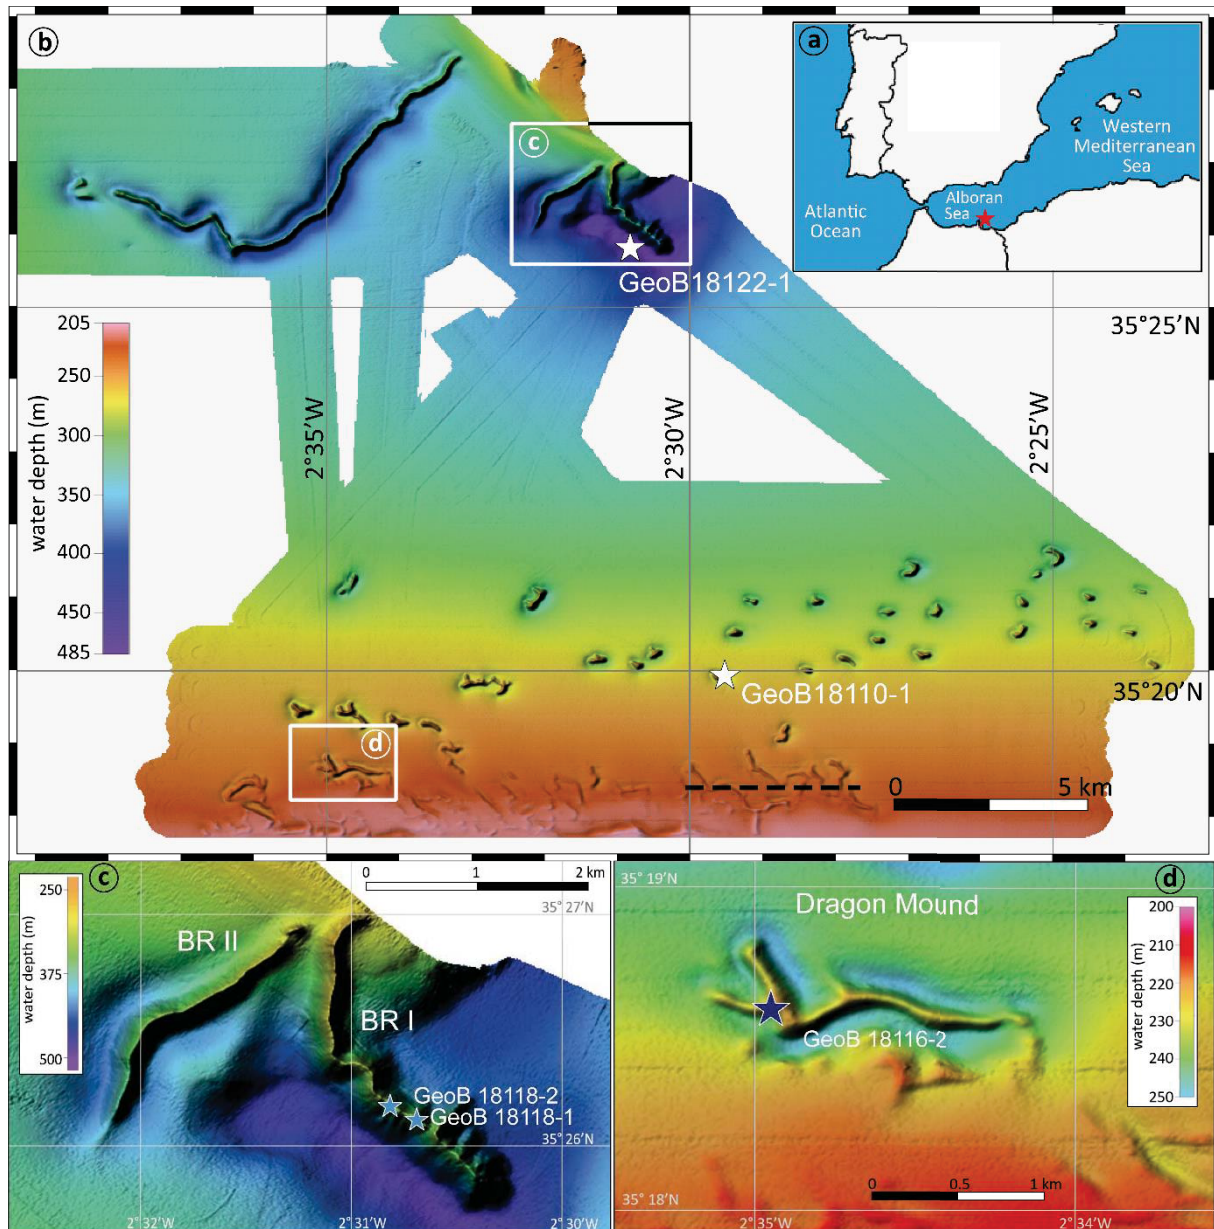 b
a
Western
Mediterranean
Sea
Alboran
Sea
Atlantic
Ocean
c
GeoB18122-1
35°25'N
205
250
300
350
400
450
485
water depth (m)
2°35'W
2°30'W
2°25'W
GeoB18110-1
35°20'N
d
0 5 km
c
250
375
500
water depth (m)
0 1 2 km
35° 27'N
BR II
BR I
GeoB 18118-2
GeoB 18118-1
35° 26'N
2° 32'W 2° 31'W 2° 30'W
d
35° 19'N
Dragon Mound
200
210
220
230
240
250
water depth (m)
GeoB 18116-2
0 0.5 1 km
35° 18'N
2° 35'W 2° 34'W